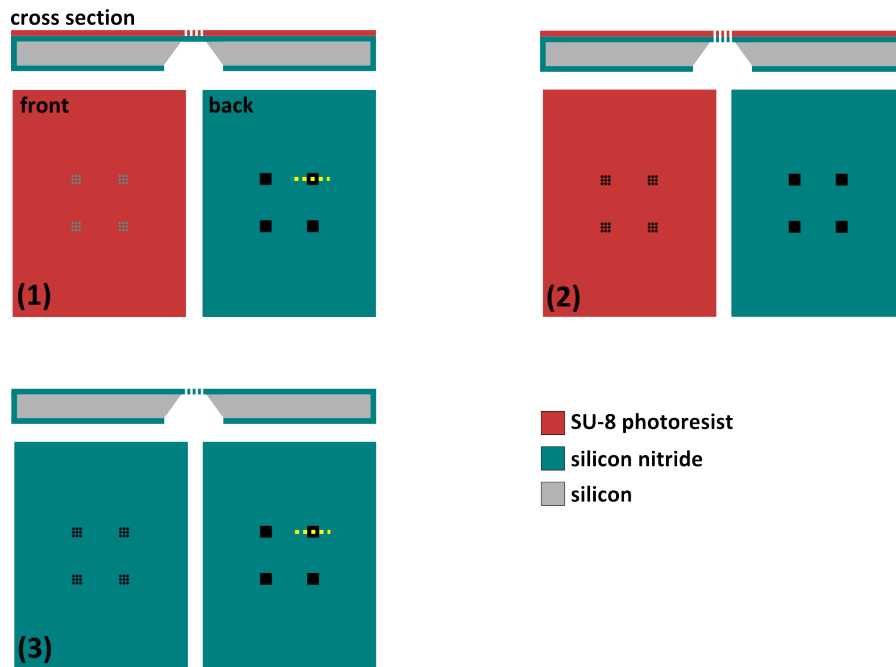 cross section
front
back
(1)
(2)
SU-8 photoresist
silicon nitride
silicon
(3)